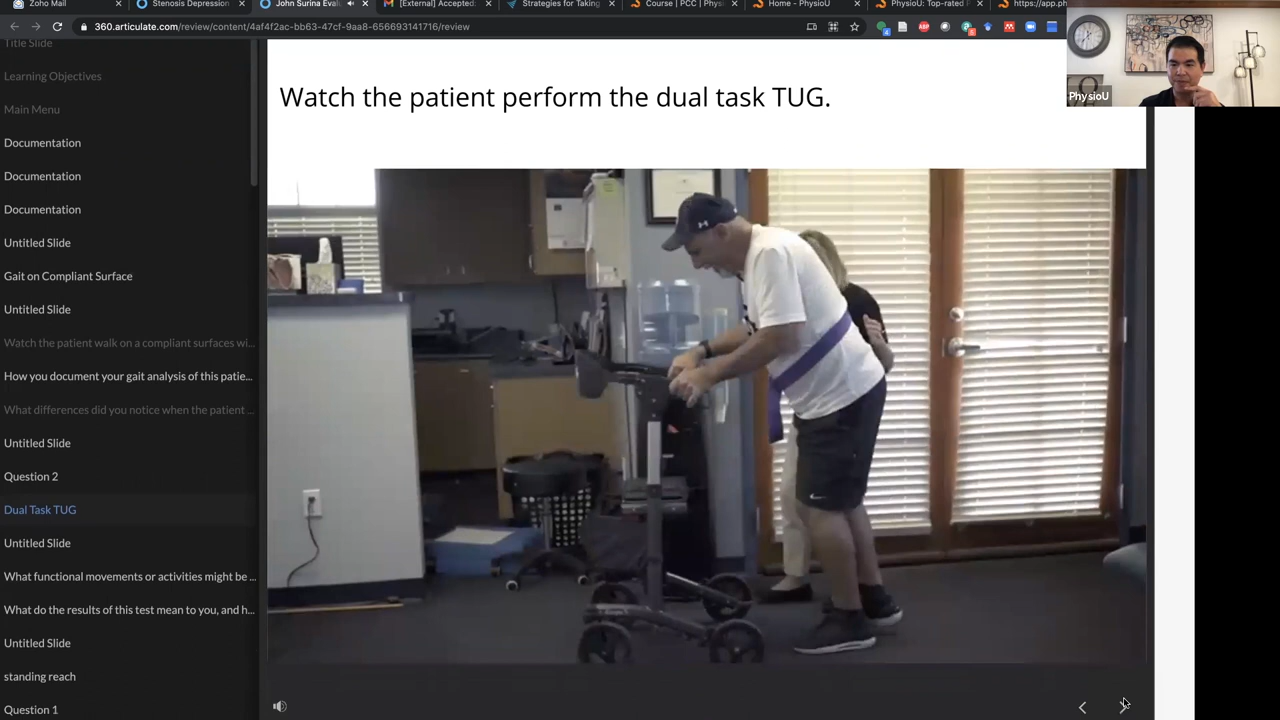 Zoho Mail
Stenosis Depression
John Surina Evalu
[External] Accepted:
Strategies for Taking
Course | PCC | Physio
Home - PhysioU
PhysioU: Top-rated P
https://app.ph
360.articulate.com/review/content/4af4f2ac-bb63-47cf-9aa8-656693141716/review
Title Slide
Learning Objectives
Main Menu
Documentation
Documentation
Documentation
Untitled Slide
Gait on Compliant Surface
Untitled Slide
Watch the patient walk on a compliant surfaces wi...
How you document your gait analysis of this patie...
What differences did you notice when the patient ...
Untitled Slide
Question 2
Dual Task TUG
Untitled Slide
What functional movements or activities might be ...
What do the results of this test mean to you, and h...
Untitled Slide
standing reach
Question 1
Watch the patient perform the dual task TUG.
PhysioU